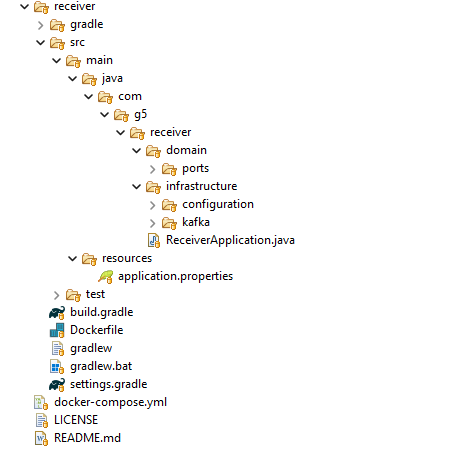 receiver
gradle
src
main
java
com
g5
receiver
domain
ports
infrastructure
configuration
kafka
ReceiverApplication.java
resources
application.properties
test
build.gradle
Dockerfile
gradlew
gradlew.bat
settings.gradle
docker-compose.yml
LICENSE
README.md